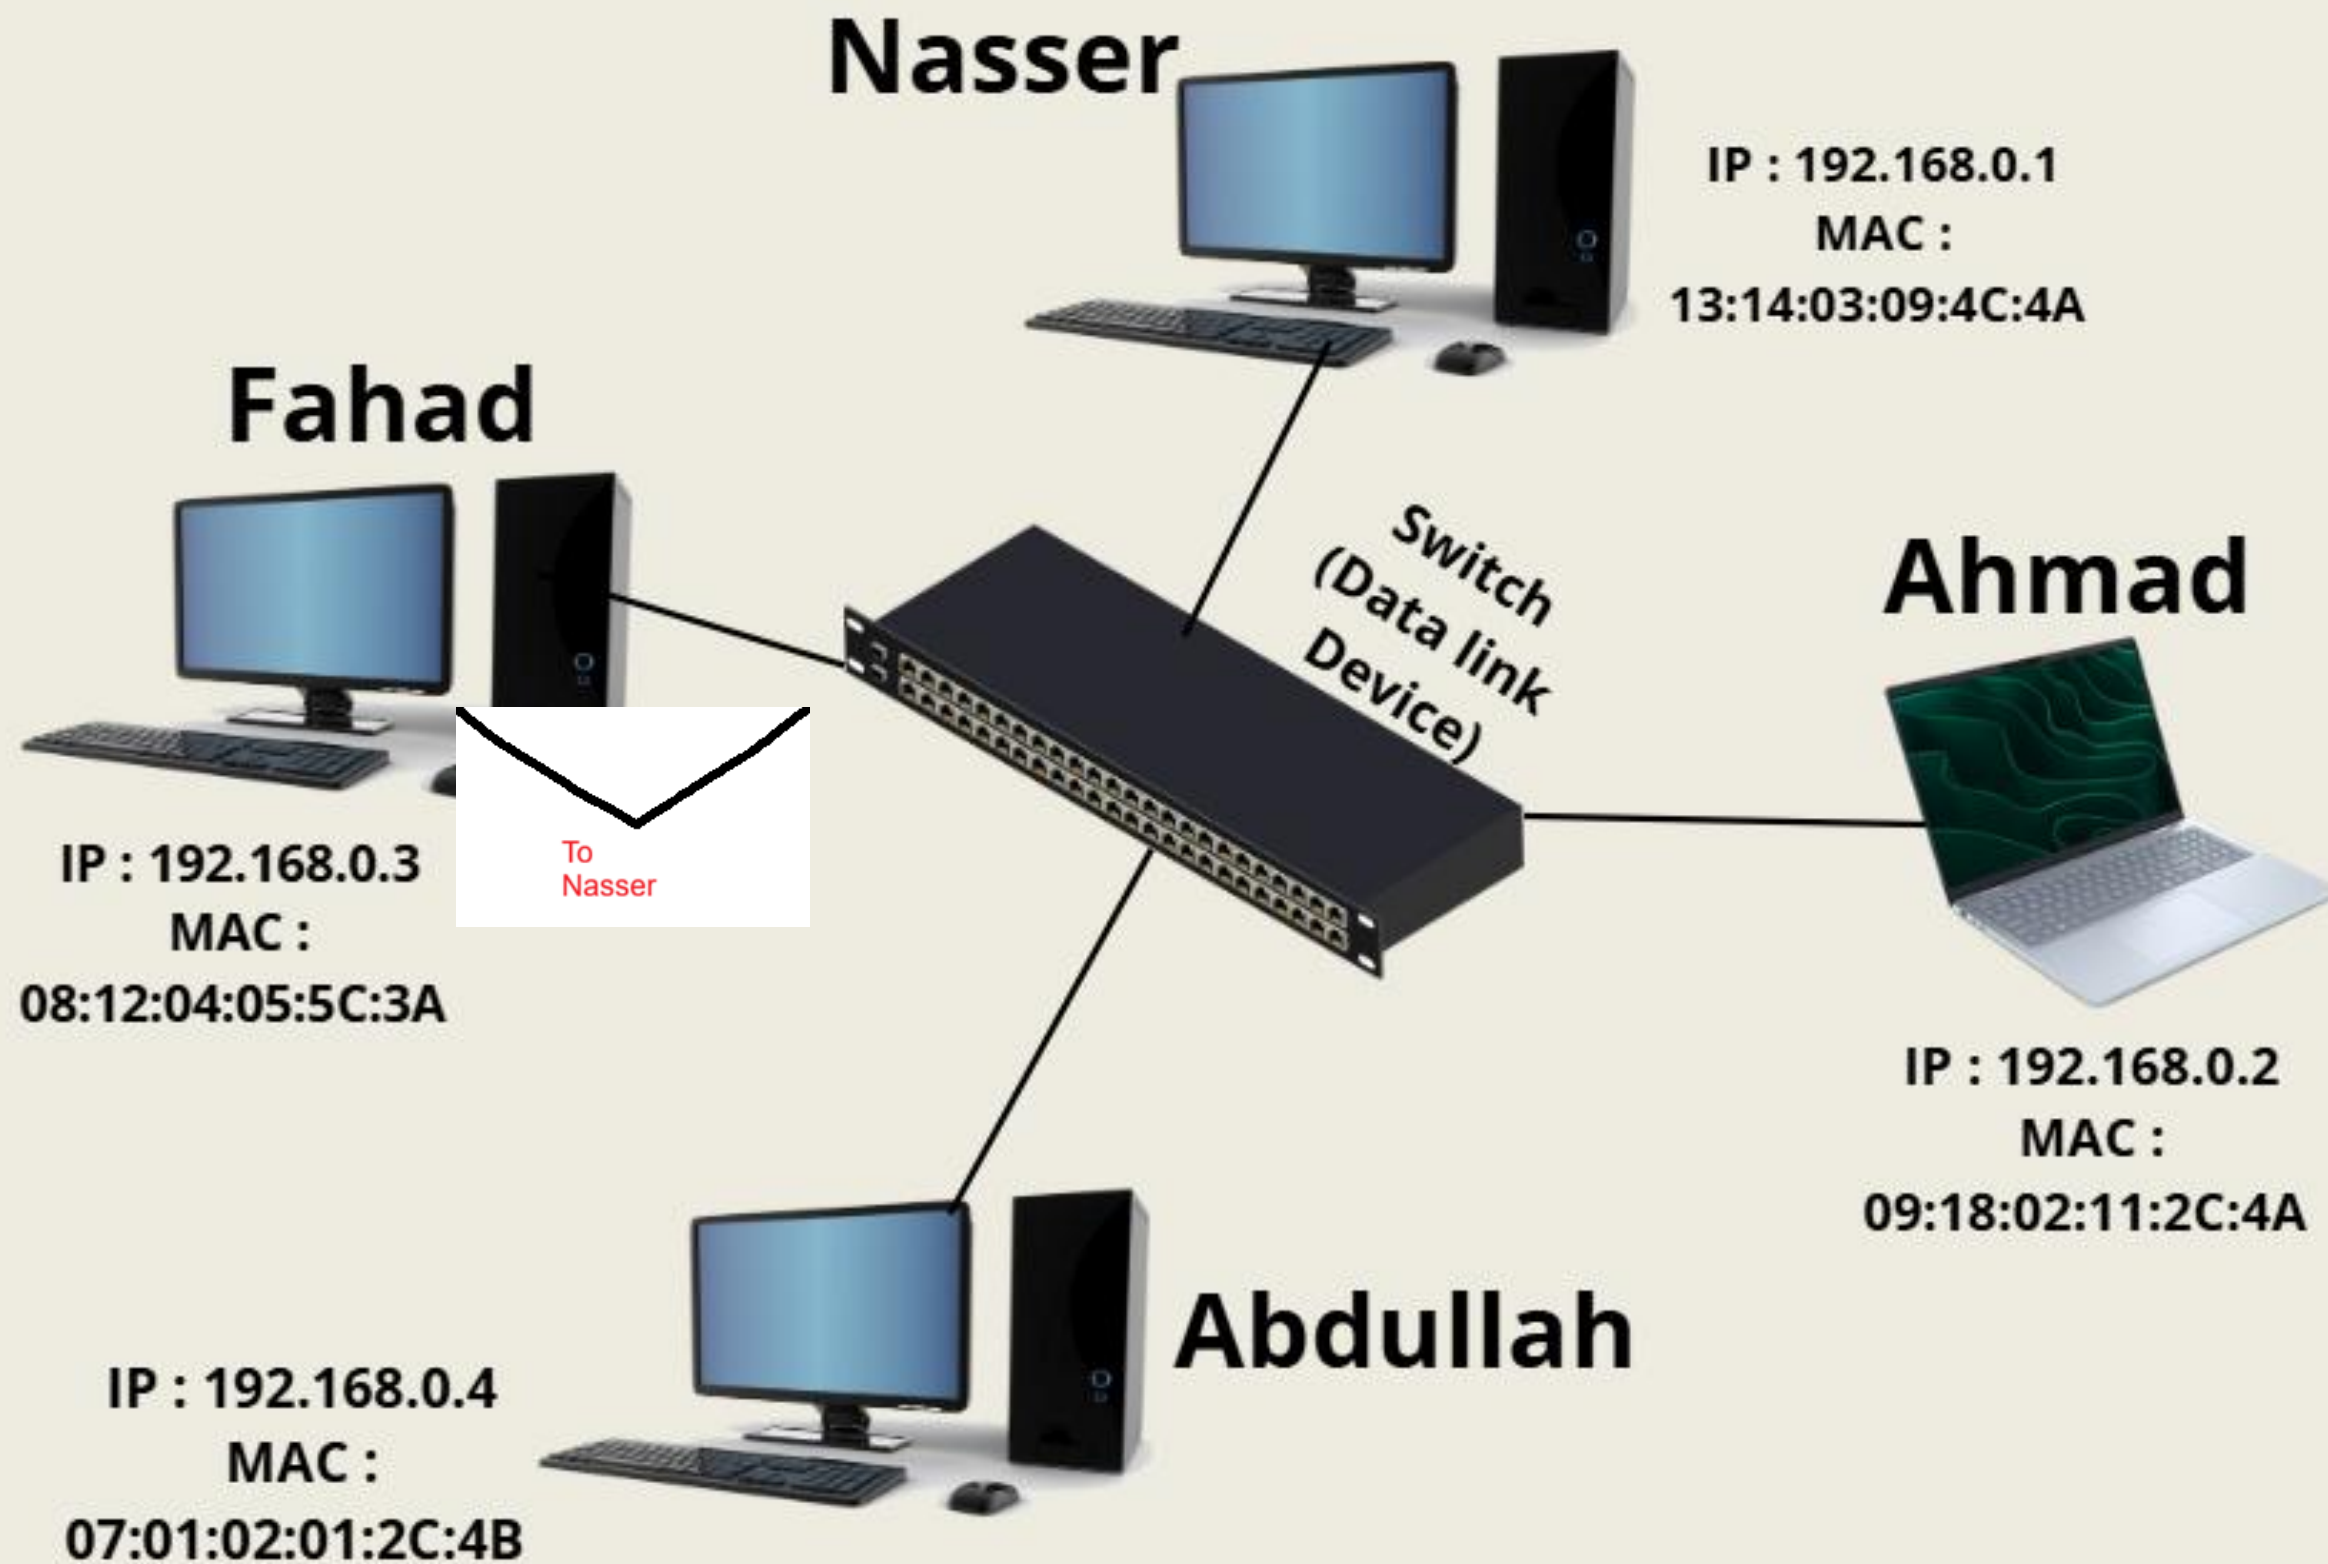 Nasser
IP : 192.168.0.1
MAC :
13:14:03:09:4C:4A
Fahad
IP : 192.168.0.3
MAC :
08:12:04:05:5C:3A
To
Nasser
Switch
(Data link
Device)
Ahmad
IP : 192.168.0.2
MAC :
09:18:02:11:2C:4A
Abdullah
IP : 192.168.0.4
MAC :
07:01:02:01:2C:4B